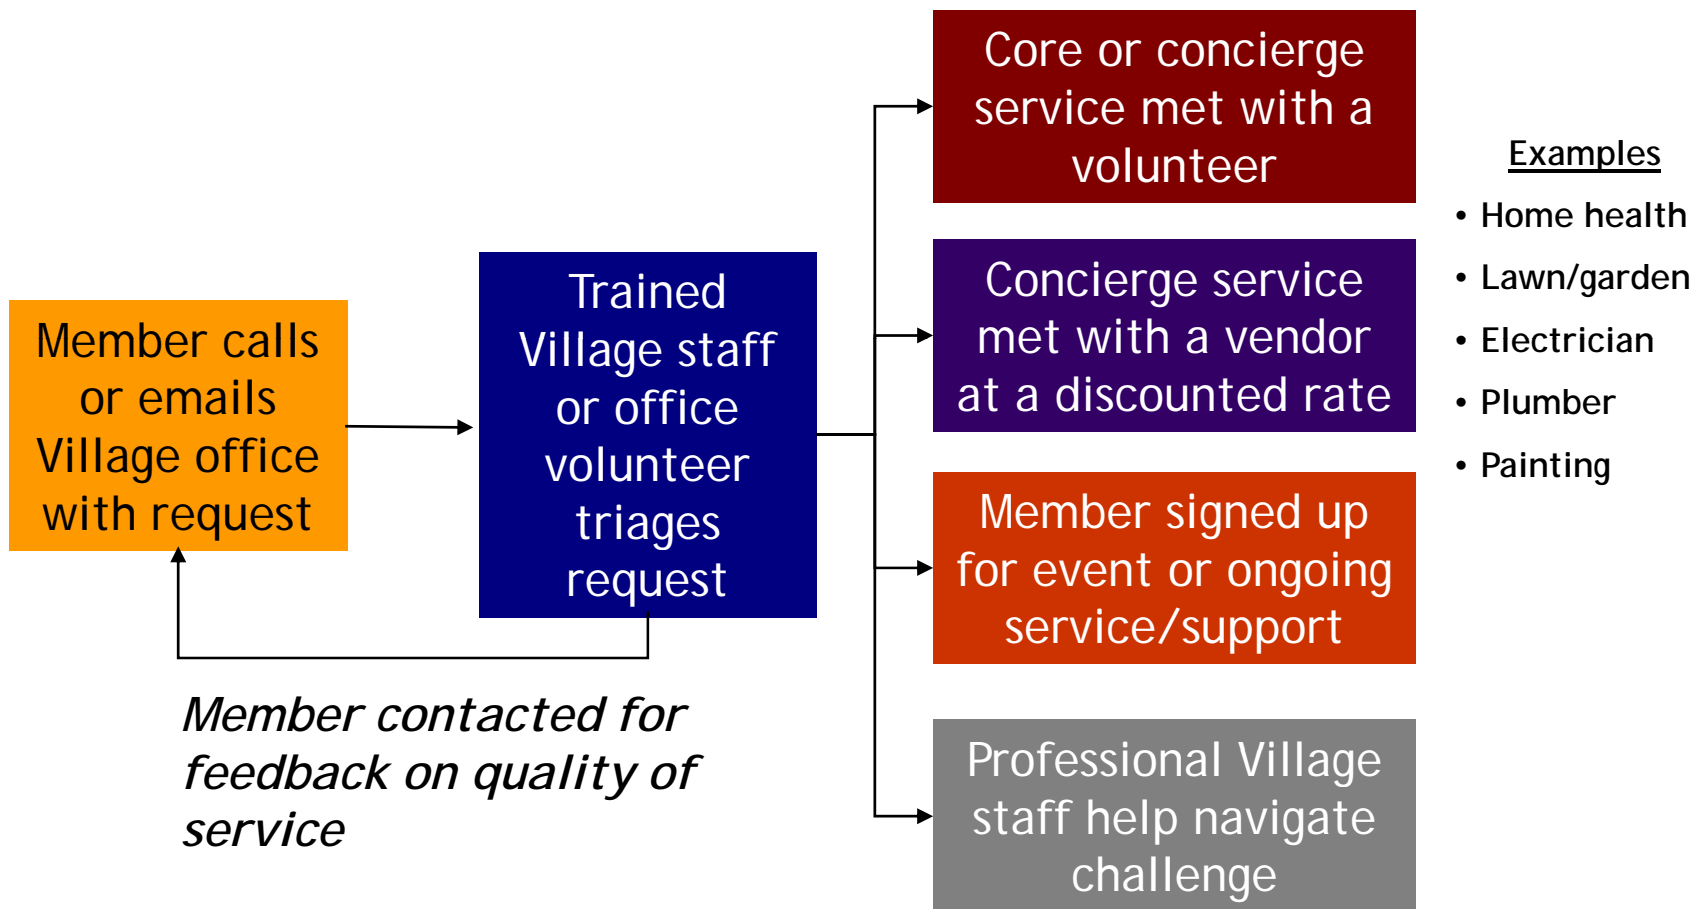 Member calls
or emails
Village office
with request
Trained
Village staff
or office
volunteer
triages
request
Member contacted for
feedback on quality of
service
Core or concierge
service met with a
volunteer
Concierge service
met with a vendor
at a discounted rate
Member signed up
for event or ongoing
service/support
Professional Village
staff help navigate
challenge
Examples
• Home health
• Lawn/garden
• Electrician
• Plumber
• Painting